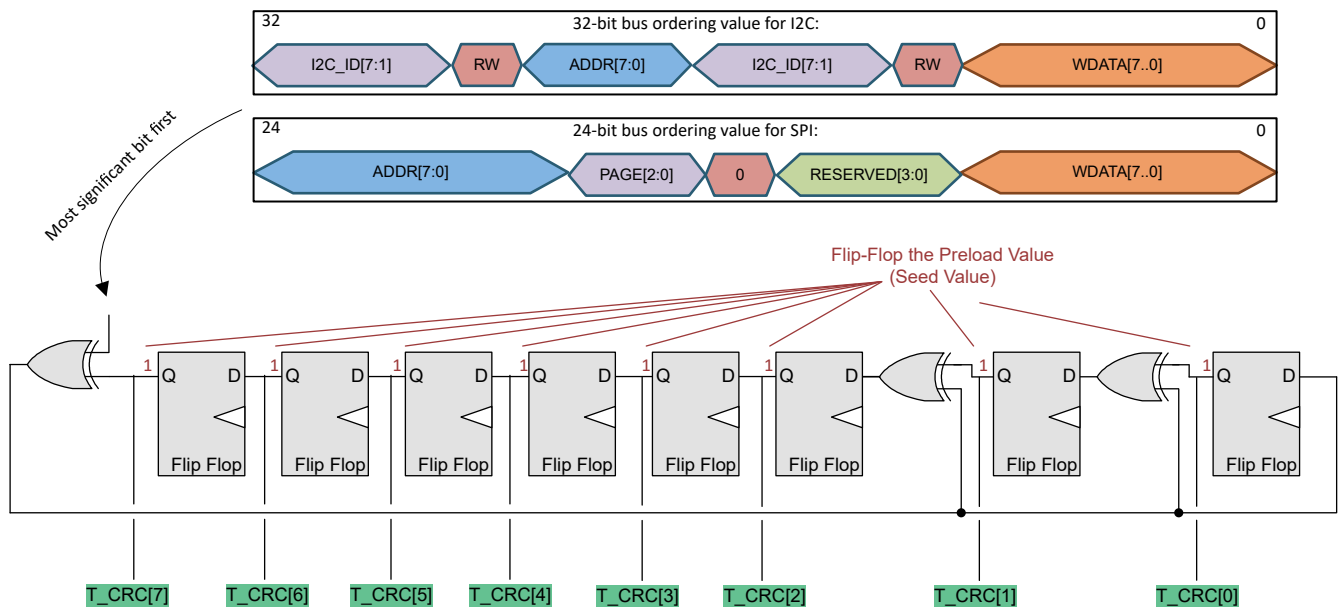 32
32-bit bus ordering value for I2C:
0
I2C_ID[7:1]
RW
ADDR[7:0]
I2C_ID[7:1]
RW
WDATA[7..0]
24
24-bit bus ordering value for SPI:
0
ADDR[7:0]
PAGE[2:0]
0
RESERVED[3:0]
WDATA[7..0]
Most significant bit first
Flip-Flop the Preload Value
(Seed Value)
1
Q D
Flip Flop
1
Q D
Flip Flop
1
Q D
Flip Flop
1
Q D
Flip Flop
1
Q D
Flip Flop
1
Q D
Flip Flop
1
Q D
Flip Flop
1
Q D
Flip Flop
T_CRC[7]
T_CRC[6]
T_CRC[5]
T_CRC[4]
T_CRC[3]
T_CRC[2]
T_CRC[1]
T_CRC[0]